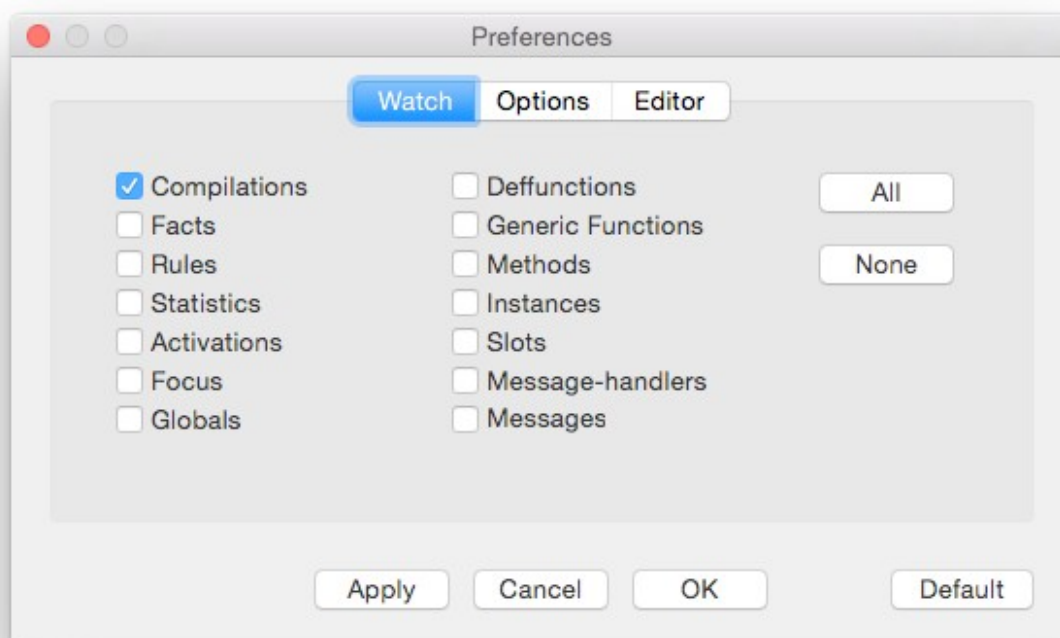 Preferences
Watch Options Editor
Compilations Deffunctions All
Facts Generic Functions
Rules Methods None
Statistics Instances
Activations Slots
Focus Message-handlers
Globals Messages
Apply Cancel OK Default